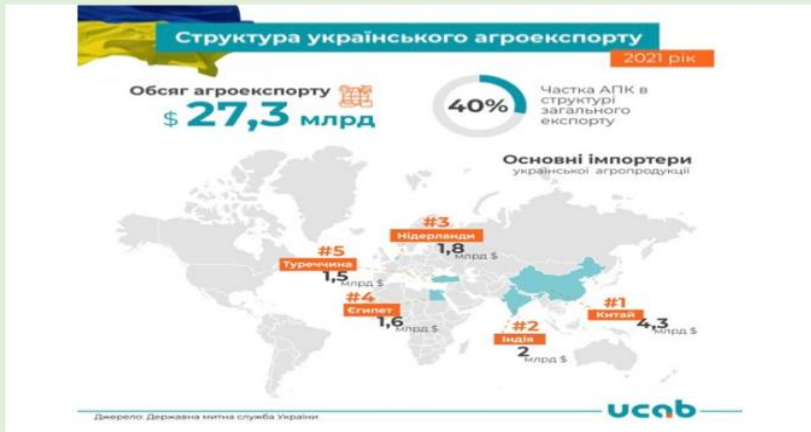 Структура українського агроекспорту
2021 рік
Обсяг агроекспорту
$ 27,3 млрд
40%
Частка АПК в
структурі
загального
експорту
Основні імпортери
української агропродукції
#3
Нідерланди
1,8
млрд $
#5
Туреччина
1,5
млрд $
#4
Єгипет
1,6
млрд $
#1
Китай
4,3
млрд $
#2
Індія
2
млрд $
Джерело: Державна митна служба України
ucab